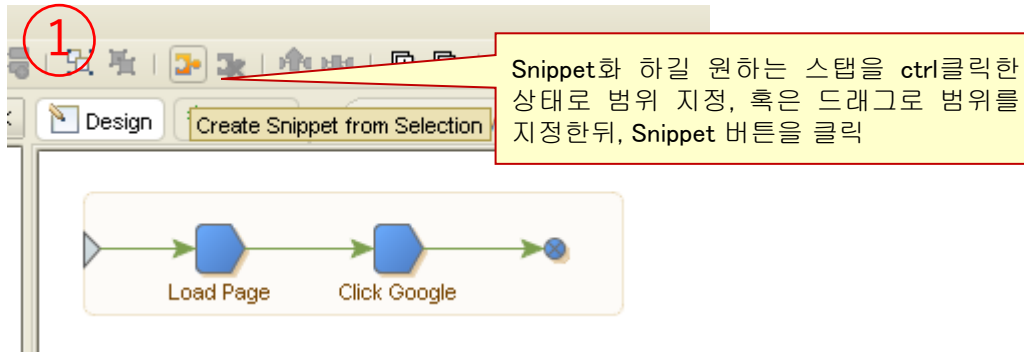 1
Snippet화 하길 원하는 스탭을 ctrl클릭한
상태로 범위 지정, 혹은 드래그로 범위를
지정한뒤, Snippet 버튼을 클릭
Design
Create Snippet from Selection
Load Page
Click Google